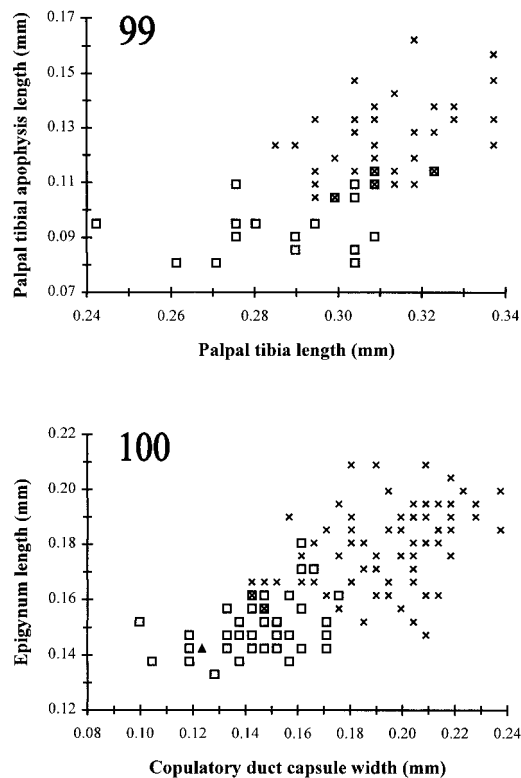 99
Palpal tibial apophysis length (mm)
0.17
0.15
0.13
0.11
0.09
0.07
0.24 0.26 0.28 0.30 0.32 0.34
Palpal tibia length (mm)
100
Epigynum length (mm)
0.22
0.20
0.18
0.16
0.14
0.12
0.08 0.10 0.12 0.14 0.16 0.18 0.20 0.22 0.24
Copulatory duct capsule width (mm)